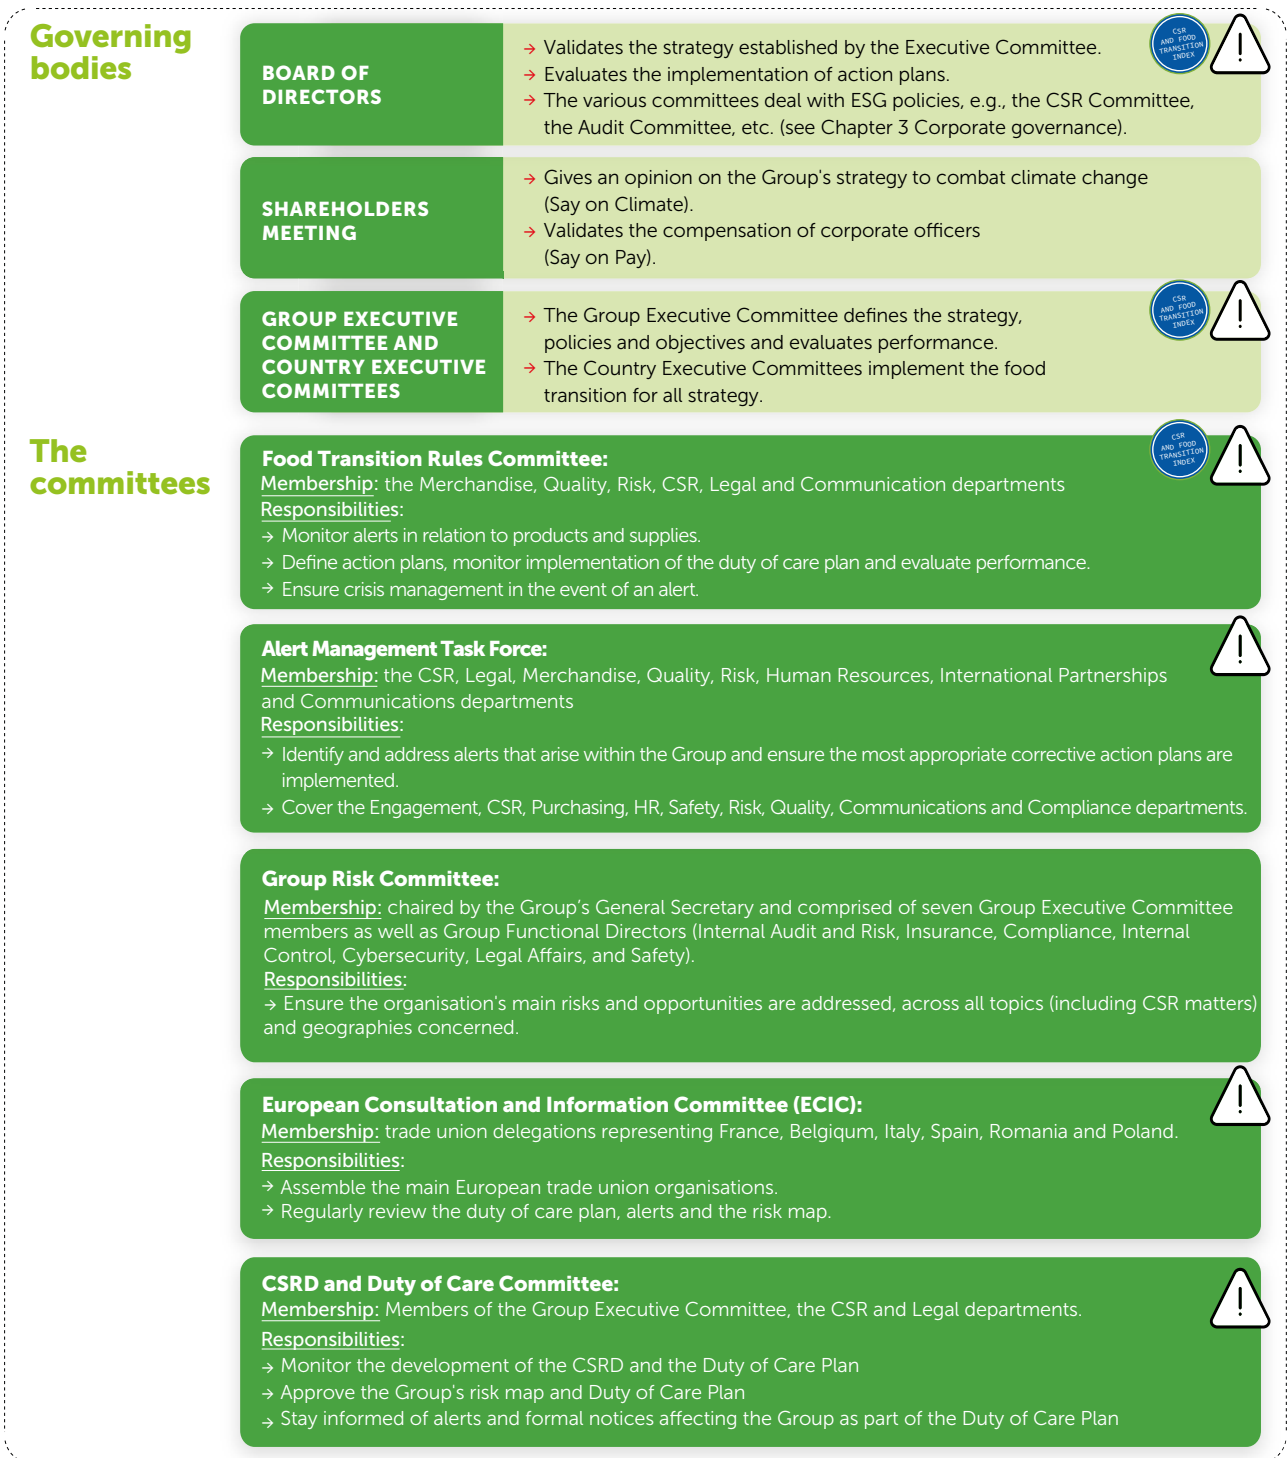 Governing
bodies
BOARD OF
DIRECTORS
→ Validates the strategy established by the Executive Committee.
→ Evaluates the implementation of action plans.
→ The various committees deal with ESG policies, e.g., the CSR Committee,
the Audit Committee, etc. (see Chapter 3 Corporate governance).
CSR
AND FOOD
TRANSITION
INDEX
!
SHAREHOLDERS
MEETING
→ Gives an opinion on the Group's strategy to combat climate change
(Say on Climate).
→ Validates the compensation of corporate officers
(Say on Pay).
GROUP EXECUTIVE
COMMITTEE AND
COUNTRY EXECUTIVE
COMMITTEES
→ The Group Executive Committee defines the strategy,
policies and objectives and evaluates performance.
→ The Country Executive Committees implement the food
transition for all strategy.
CSR
AND FOOD
TRANSITION
INDEX
!
The
committees
Food Transition Rules Committee:
Membership: the Merchandise, Quality, Risk, CSR, Legal and Communication departments
Responsibilities:
→ Monitor alerts in relation to products and supplies.
→ Define action plans, monitor implementation of the duty of care plan and evaluate performance.
→ Ensure crisis management in the event of an alert.
CSR
AND FOOD
TRANSITION
INDEX
!
Alert Management Task Force:
Membership: the CSR, Legal, Merchandise, Quality, Risk, Human Resources, International Partnerships
and Communications departments
Responsibilities:
→ Identify and address alerts that arise within the Group and ensure the most appropriate corrective action plans are
implemented.
→ Cover the Engagement, CSR, Purchasing, HR, Safety, Risk, Quality, Communications and Compliance departments.
!
Group Risk Committee:
Membership: chaired by the Group's General Secretary and comprised of seven Group Executive Committee
members as well as Group Functional Directors (Internal Audit and Risk, Insurance, Compliance, Internal
Control, Cybersecurity, Legal Affairs, and Safety).
Responsibilities:
→ Ensure the organisation's main risks and opportunities are addressed, across all topics (including CSR matters)
and geographies concerned.
European Consultation and Information Committee (ECIC):
Membership: trade union delegations representing France, Belgiqum, Italy, Spain, Romania and Poland.
Responsibilities:
→ Assemble the main European trade union organisations.
→ Regularly review the duty of care plan, alerts and the risk map.
!
CSRD and Duty of Care Committee:
Membership: Members of the Group Executive Committee, the CSR and Legal departments.
Responsibilities:
→ Monitor the development of the CSRD and the Duty of Care Plan
→ Approve the Group's risk map and Duty of Care Plan
→ Stay informed of alerts and formal notices affecting the Group as part of the Duty of Care Plan
!